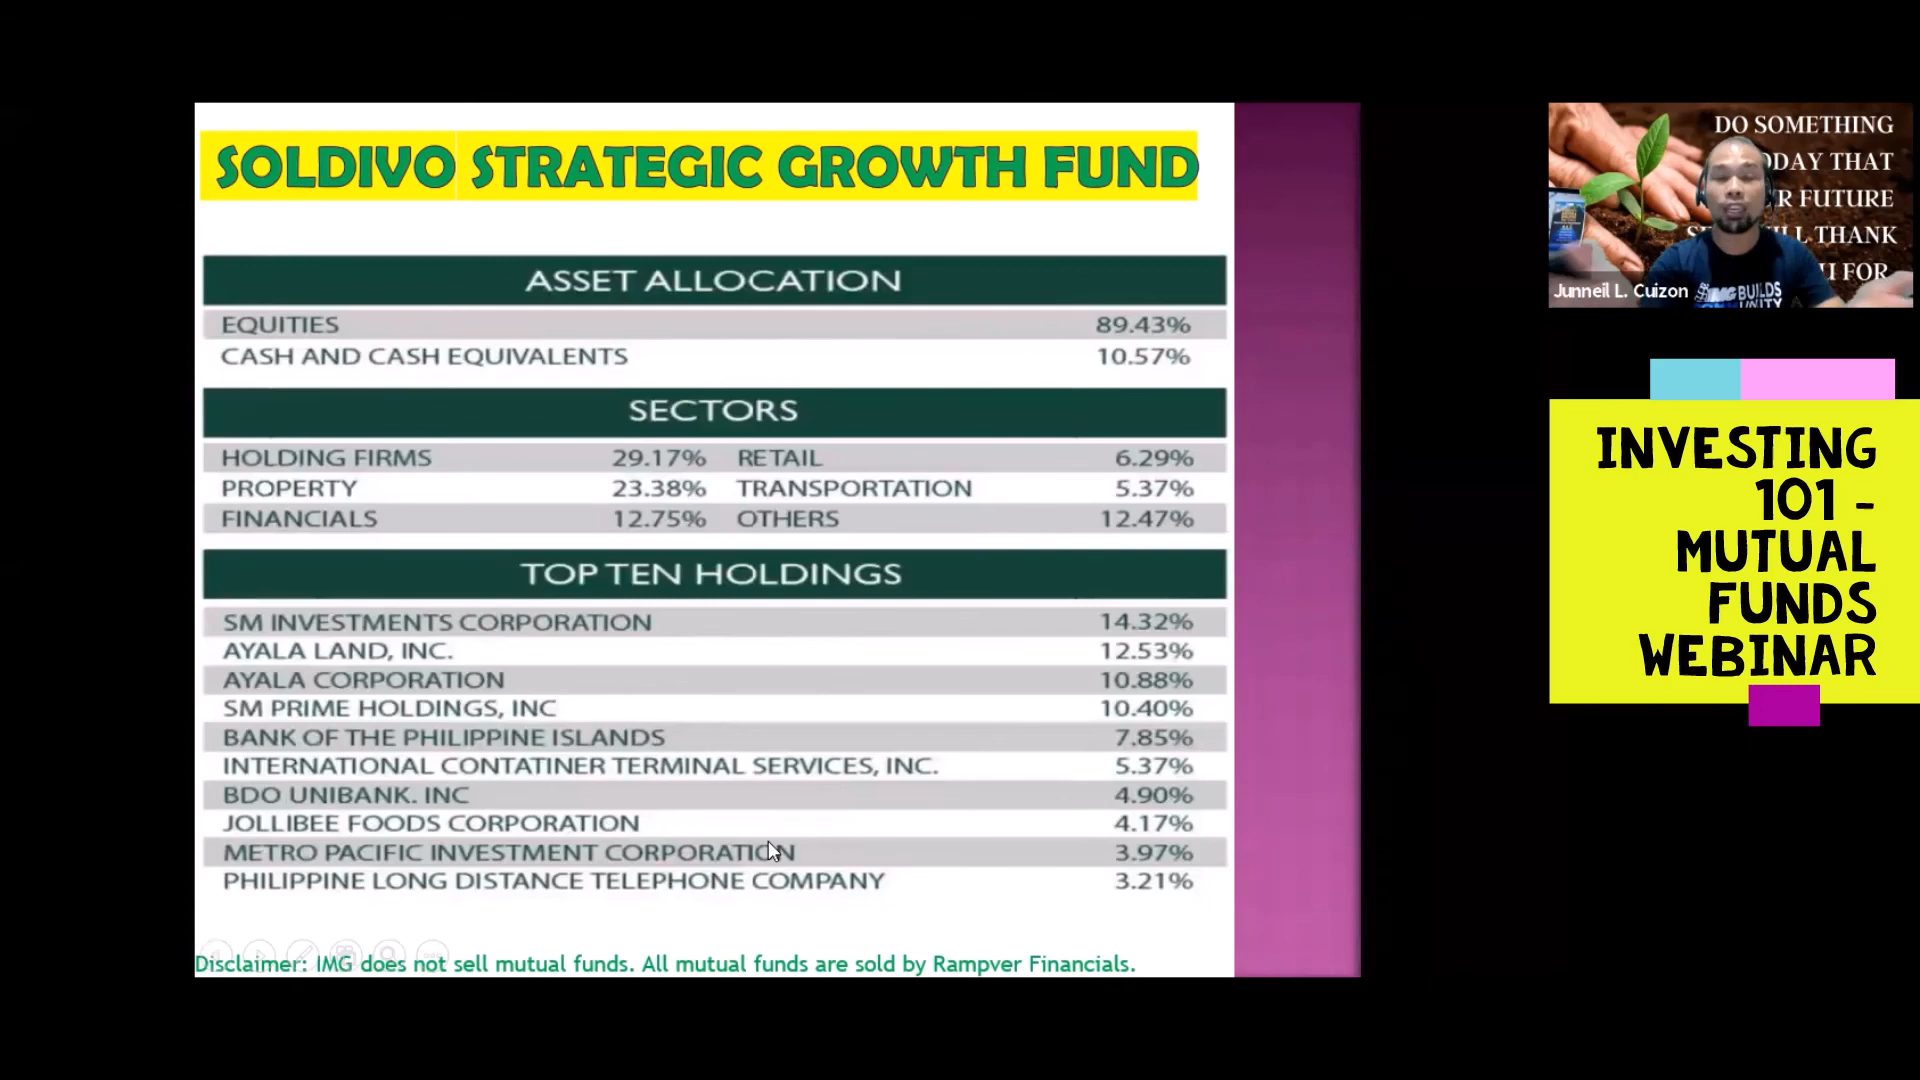 SOLDIVO STRATEGIC GROWTH FUND
ASSET ALLOCATION
EQUITIES 89.43%
CASH AND CASH EQUIVALENTS 10.57%
SECTORS
HOLDING FIRMS 29.17% RETAIL 6.29%
PROPERTY 23.38% TRANSPORTATION 5.37%
FINANCIALS 12.75% OTHERS 12.47%
TOP TEN HOLDINGS
SM INVESTMENTS CORPORATION 14.32%
AYALA LAND, INC. 12.53%
AYALA CORPORATION 10.88%
SM PRIME HOLDINGS, INC 10.40%
BANK OF THE PHILIPPINE ISLANDS 7.85%
INTERNATIONAL CONTATINER TERMINAL SERVICES, INC. 5.37%
BDO UNIBANK. INC 4.90%
JOLLIBEE FOODS CORPORATION 4.17%
METRO PACIFIC INVESTMENT CORPORATION 3.97%
PHILIPPINE LONG DISTANCE TELEPHONE COMPANY 3.21%
Disclaimer: IMG does not sell mutual funds. All mutual funds are sold by Rampver Financials.
DO SOMETHING
ODAY THAT
R FUTURE
LL THANK
FOR
Junneil L. Cuizon
IMG BUILDS
UNITY
INVESTING
101 -
MUTUAL
FUNDS
WEBINAR